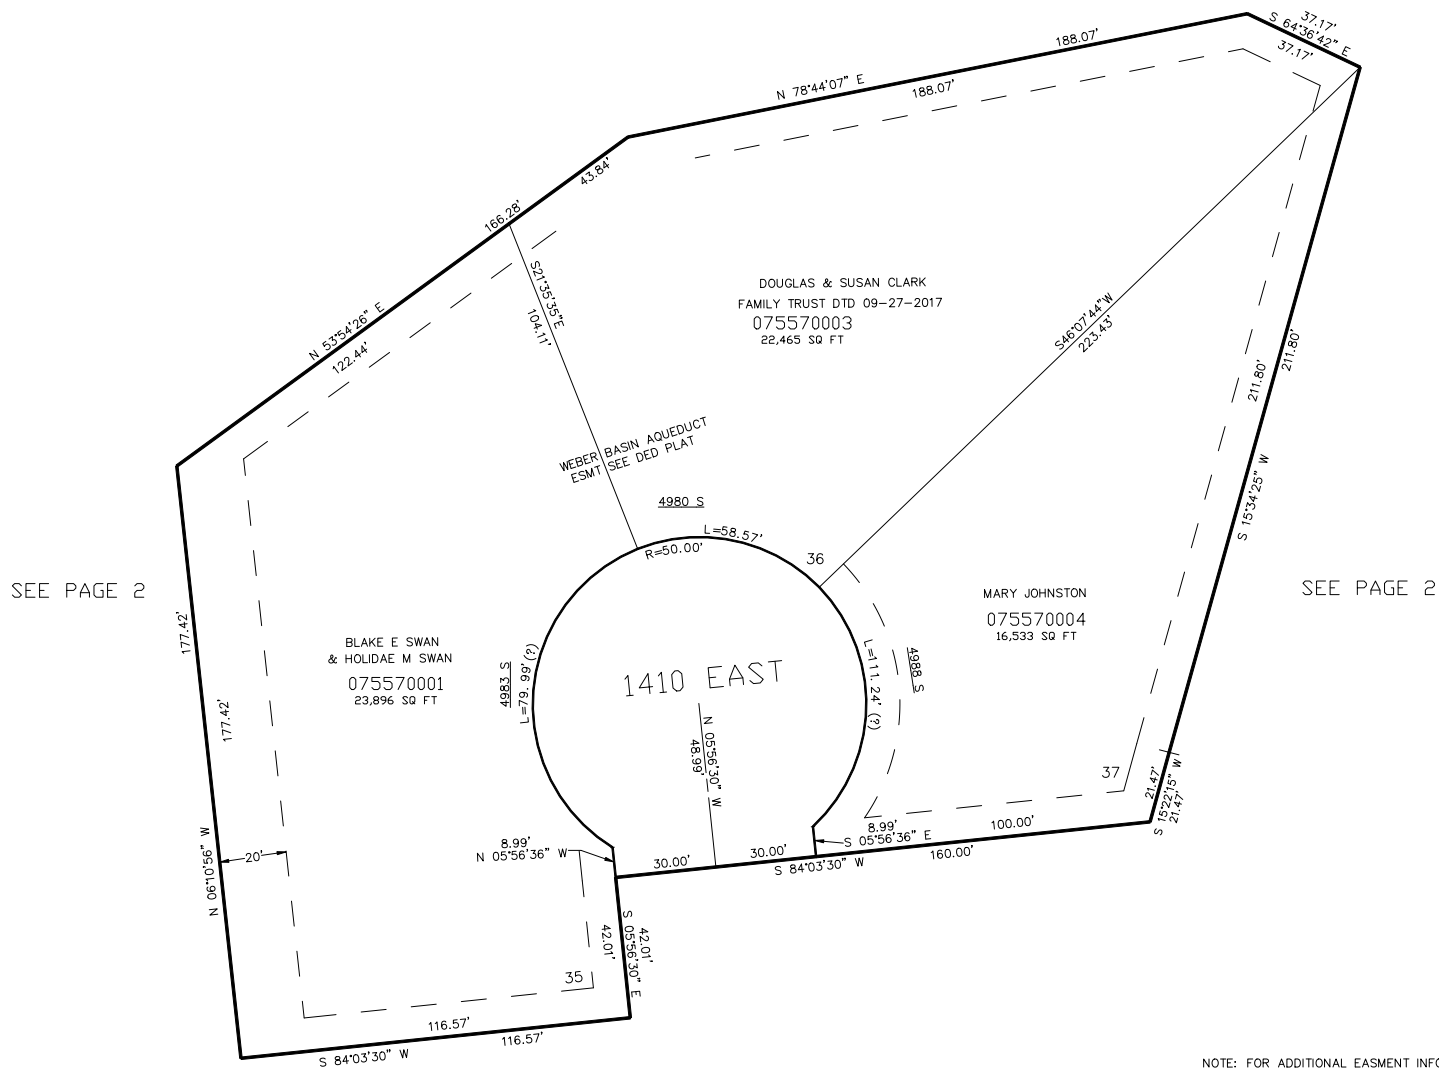 37.17'
S 64°36'42" E
37.17'
188.07'
N 78°44'07" E
188.07'
43.84'
166.28'
N 53°54'26" E
122.44'
S21°35'35"E
104.11'
DOUGLAS & SUSAN CLARK
FAMILY TRUST DTD 09-27-2017
075570003
22,465 SQ FT
S46°07'44"W
223.43'
211.80'
211.80'
S 15°34'25" W
WEBER BASIN AQUEDUCT
ESMT SEE DED PLAT
4980 S
L=58.57'
R=50.00'
36
SEE PAGE 2
SEE PAGE 2
MARY JOHNSTON
075570004
16,533 SQ FT
177.42'
177.42'
N 06°10'56" W
BLAKE E SWAN
& HOLIDAE M SWAN
075570001
23,896 SQ FT
4983 S
L=79.99' (?)
1410 EAST
N 05°56'30" W
48.99'
L=111.24' (?)
4988 S
37
21.47'
S 15°22'15" W
21.47'
8.99'
N 05°56'36" W
8.99'
S 05°56'36" E
100.00'
30.00'
30.00'
S 84°03'30" W
160.00'
20'
42.01'
S 05°56'30" E
42.01'
35
116.57'
116.57'
S 84°03'30" W
NOTE: FOR ADDITIONAL EASMENT INFO